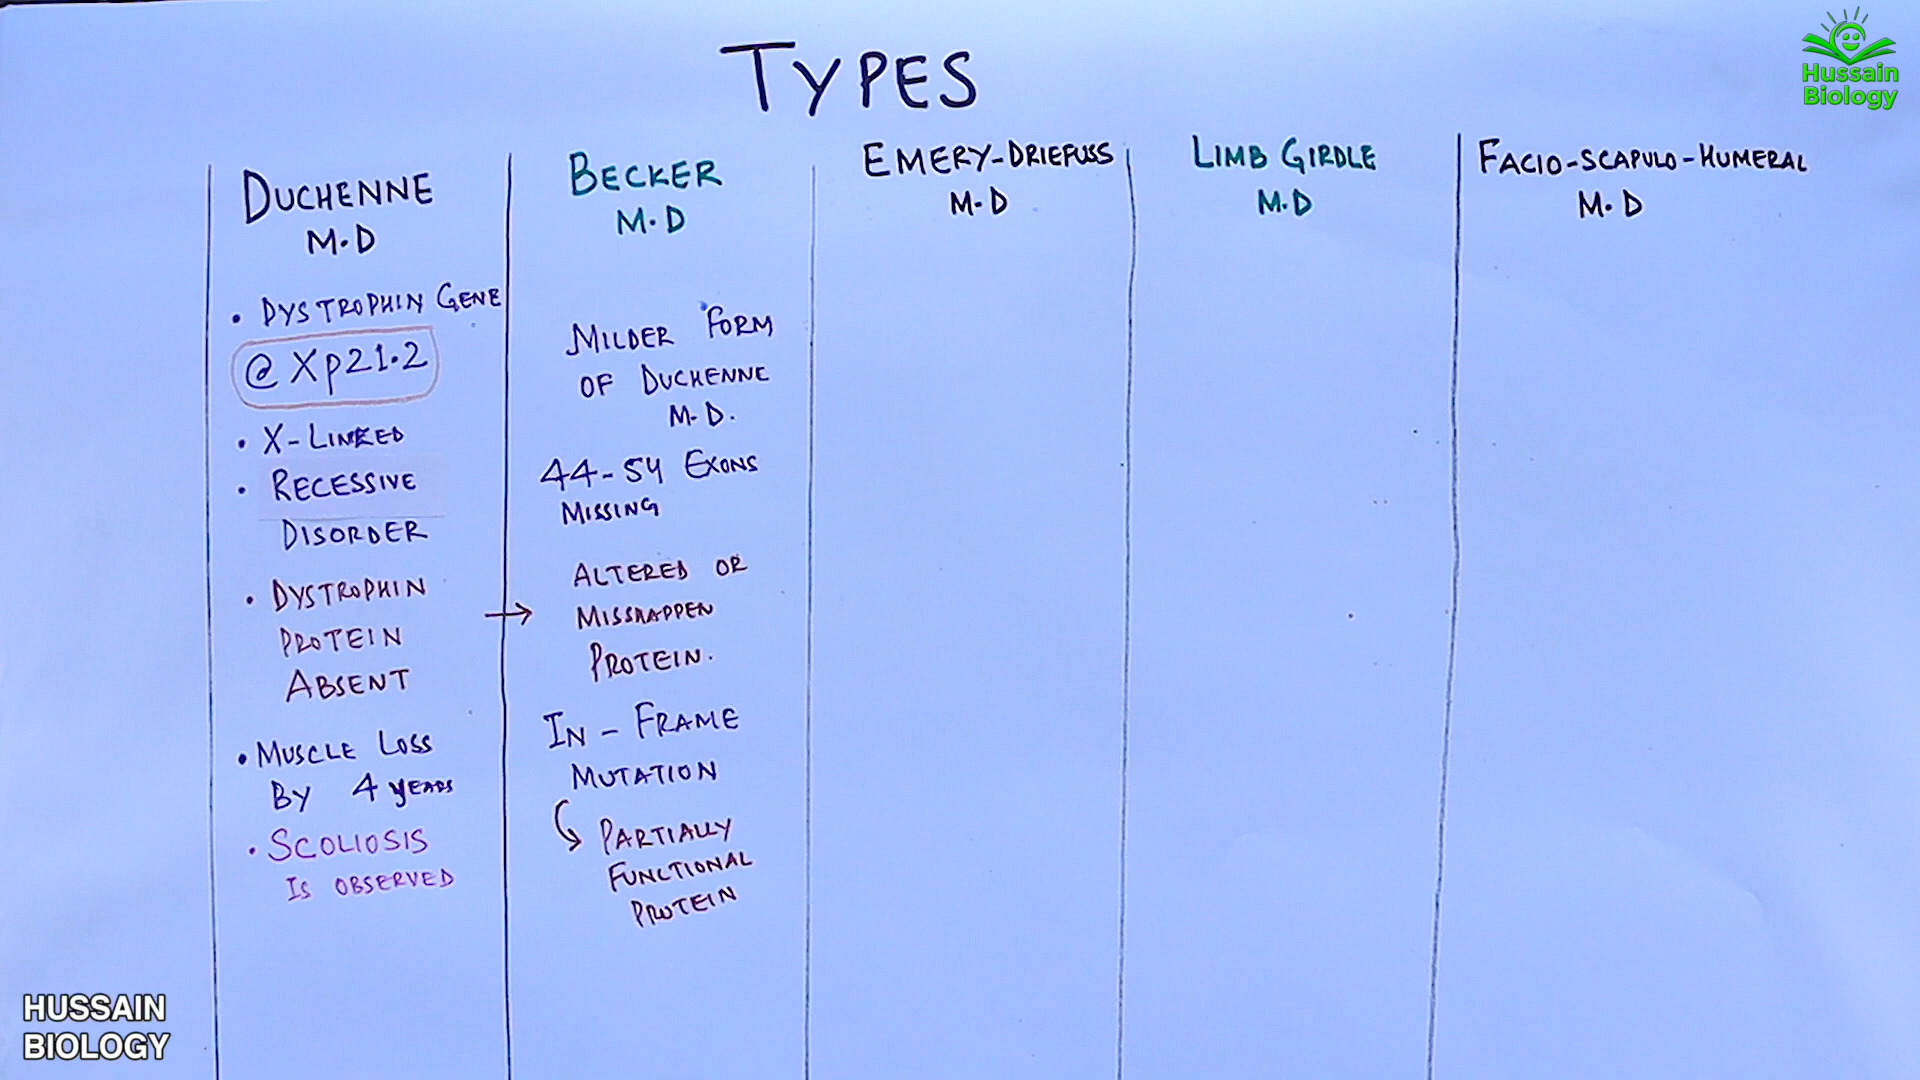 TYPES
Hussain
Biology
DUCHENNE
M.D
• DYSTROPHIN GENE
@ Xp21.2
• X-LINKED
• RECESSIVE
DISORDER
• DYSTROPHIN
PROTEIN
ABSENT
• MUSCLE LOSS
BY 4 YEARS
• SCOLIOSIS
IS OBSERVED
BECKER
M.D
MILDER FORM
OF DUCHENNE
M.D.
44-54 EXONS
MISSING
→ ALTERED OR
MISSHAPPEN
PROTEIN.
IN-FRAME
MUTATION
PARTIALLY
FUNCTIONAL
PROTEIN
EMERY-DRIEFUSS
M.D
LIMB GIRDLE
M.D
FACIO-SCAPULO-HUMERAL
M.D
HUSSAIN
BIOLOGY